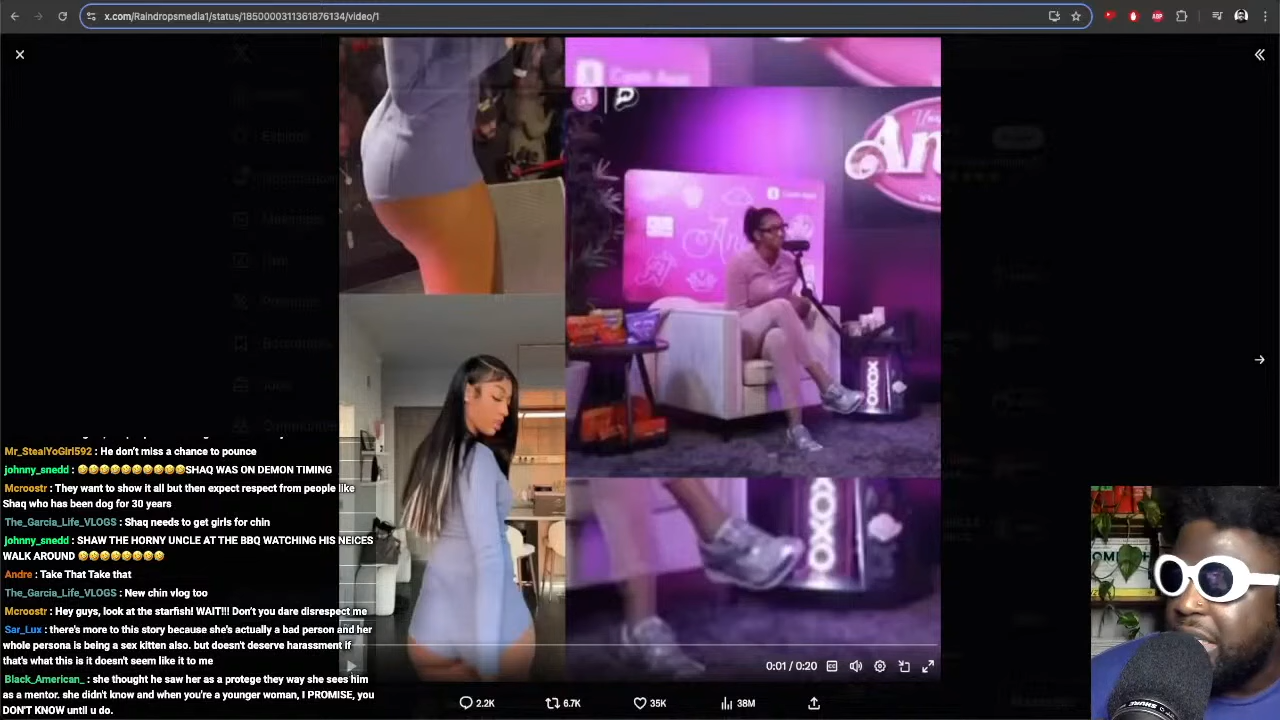 x.com/Raindropsmedia1/status/1850000311361876134/video/1
Cash App
An
Cash App
An
XOXO
XOXO
Mr_StealYoGirl592 : He don't miss a chance to pounce
johnny_snedd : 🤣🤣🤣🤣🤣🤣🤣🤣🤣🤣SHAQ WAS ON DEMON TIMING
Mcroostr : They want to show it all but then expect respect from people like
Shaq who has been dog for 30 years
The_Garcia_Life_VLOGS : Shaq needs to get girls for chin
johnny_snedd : SHAW THE HORNY UNCLE AT THE BBQ WATCHING HIS NEICES
WALK AROUND 🤣🤣🤣🤣🤣🤣🤣🤣
Andre : Take That Take that
The_Garcia_Life_VLOGS : New chin vlog too
Mcroostr : Hey guys, look at the starfish! WAIT!!! Don't you dare disrespect me
Sar_Lux : there's more to this story because she's actually a bad person and her
whole persona is being a sex kitten also. but doesn't deserve harassment if
that's what this is it doesn't seem like it to me
Black_American_ : she thought he saw her as a protege they way she sees him
as a mentor. she didn't know and when you're a younger woman, I PROMISE, you
DON'T KNOW until u do.
0:01 / 0:20
2.2K
6.7K
35K
38M